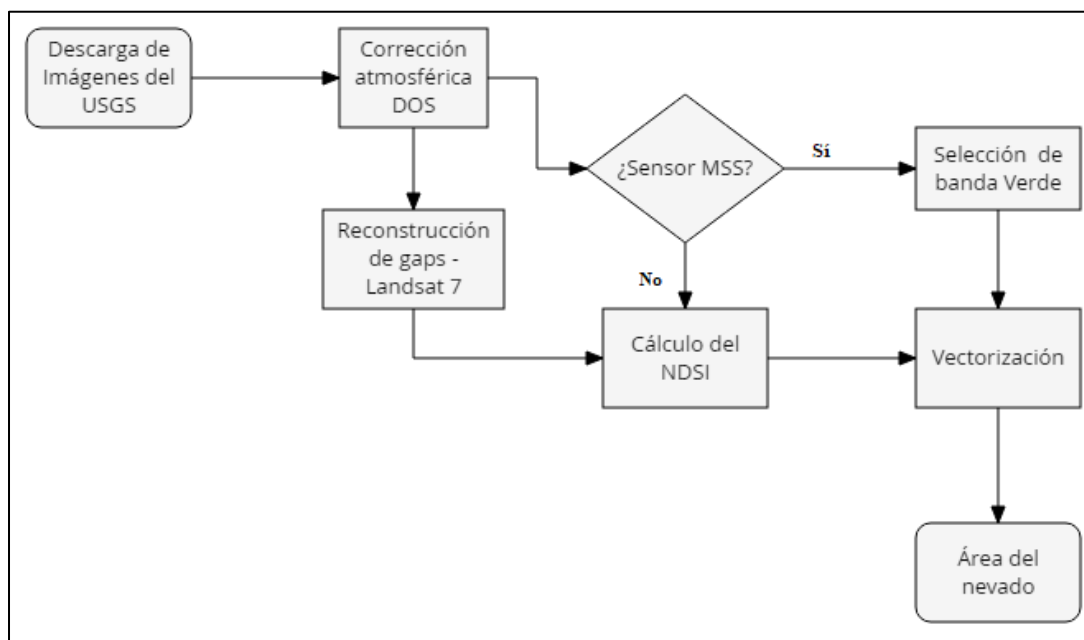 Descarga de
Imágenes del
USGS
Corrección
atmosférica
DOS
¿Sensor MSS?
Sí
Selección de
banda Verde
Reconstrucción
de gaps -
Landsat 7
No
Cálculo del
NDSI
Vectorización
Área del
nevado